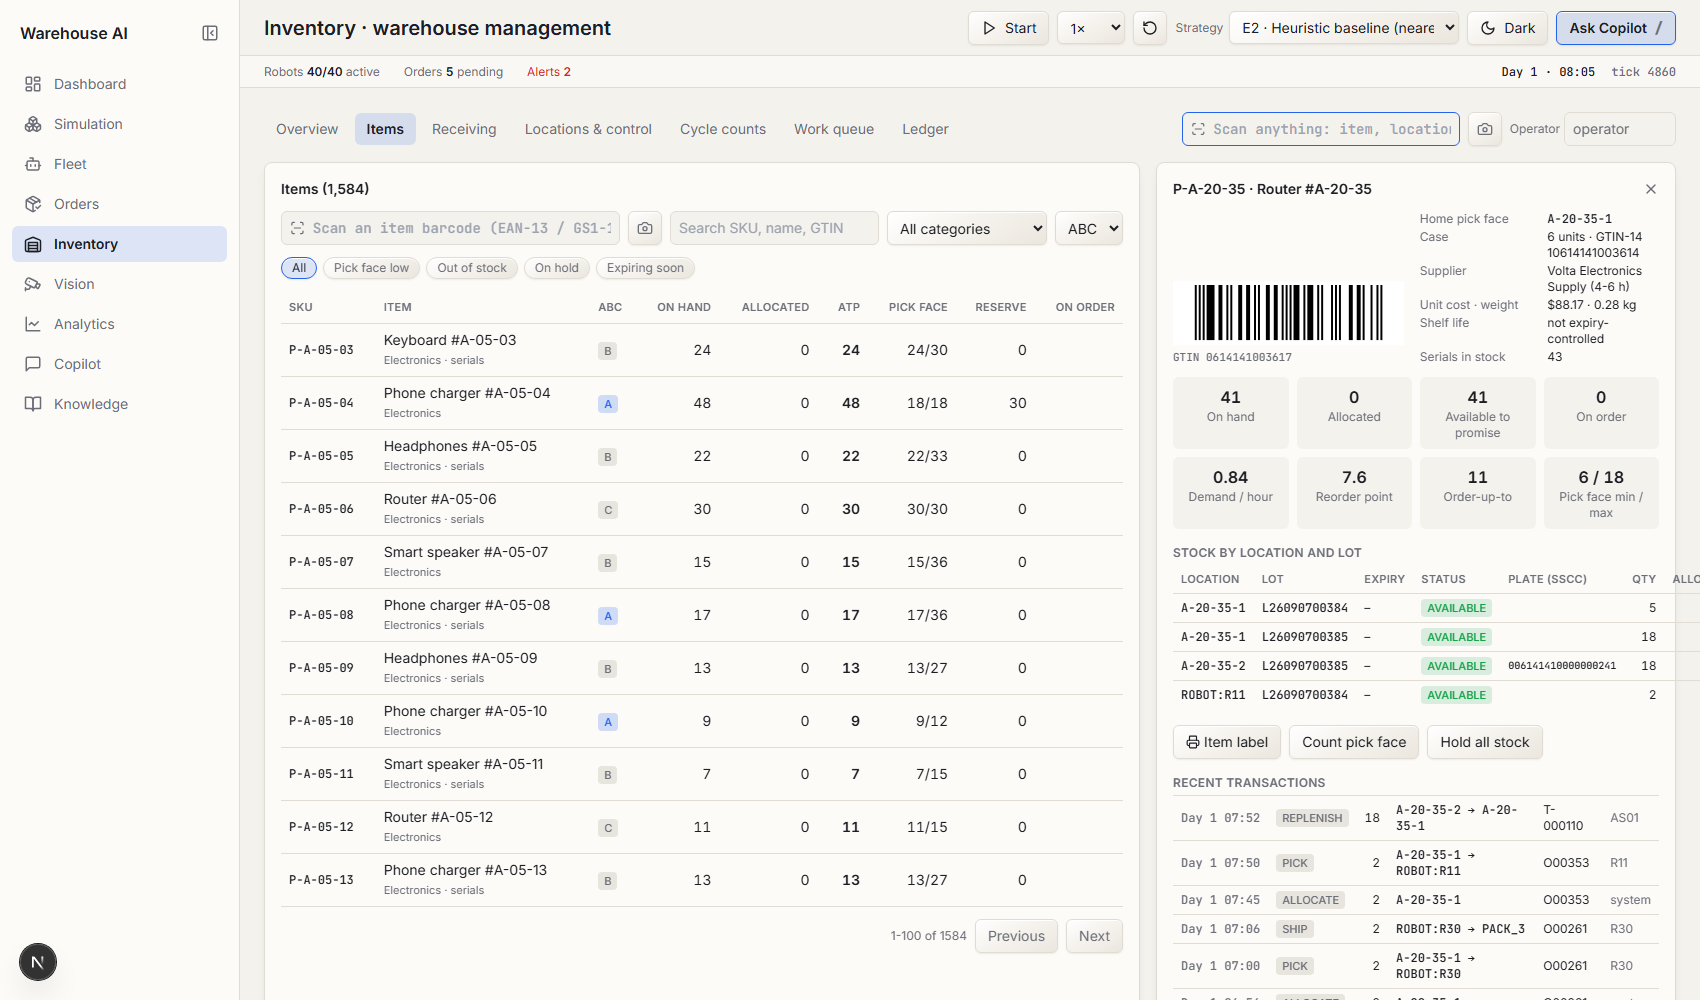 Warehouse AI
Dashboard
Simulation
Fleet
Orders
Inventory
Vision
Analytics
Copilot
Knowledge
N
Inventory · warehouse management
Start
1×
Strategy
E2 · Heuristic baseline (neare
Dark
Ask Copilot /
Robots 40/40 active
Orders 5 pending
Alerts 2
Day 1 · 08:05
tick 4860
Overview
Items
Receiving
Locations & control
Cycle counts
Work queue
Ledger
Scan anything: item, location
Operator
operator
Items (1,584)
Scan an item barcode (EAN-13 / GS1-1
Search SKU, name, GTIN
All categories
ABC
All
Pick face low
Out of stock
On hold
Expiring soon
SKU ITEM ABC ON HAND ALLOCATED ATP PICK FACE RESERVE ON ORDER
P-A-05-03 Keyboard #A-05-03 B 24 0 24 24/30 0
Electronics · serials
P-A-05-04 Phone charger #A-05-04 A 48 0 48 18/18 30
Electronics
P-A-05-05 Headphones #A-05-05 B 22 0 22 22/33 0
Electronics · serials
P-A-05-06 Router #A-05-06 C 30 0 30 30/30 0
Electronics · serials
P-A-05-07 Smart speaker #A-05-07 B 15 0 15 15/36 0
Electronics
P-A-05-08 Phone charger #A-05-08 A 17 0 17 17/36 0
Electronics · serials
P-A-05-09 Headphones #A-05-09 B 13 0 13 13/27 0
Electronics · serials
P-A-05-10 Phone charger #A-05-10 A 9 0 9 9/12 0
Electronics
P-A-05-11 Smart speaker #A-05-11 B 7 0 7 7/15 0
Electronics · serials
P-A-05-12 Router #A-05-12 C 11 0 11 11/15 0
Electronics · serials
P-A-05-13 Phone charger #A-05-13 B 13 0 13 13/27 0
Electronics · serials
1-100 of 1584
Previous
Next
P-A-20-35 · Router #A-20-35
GTIN 0614141003617
Home pick face A-20-35-1
Case 6 units · GTIN-14
10614141003614
Supplier Volta Electronics
Supply (4-6 h)
Unit cost · weight $88.17 · 0.28 kg
Shelf life not expiry-
controlled
Serials in stock 43
41
On hand
0
Allocated
41
Available to
promise
0
On order
0.84
Demand / hour
7.6
Reorder point
11
Order-up-to
6 / 18
Pick face min /
max
STOCK BY LOCATION AND LOT
LOCATION LOT EXPIRY STATUS PLATE (SSCC) QTY ALLO
A-20-35-1 L26090700384 – AVAILABLE 5
A-20-35-1 L26090700385 – AVAILABLE 18
A-20-35-2 L26090700385 – AVAILABLE 006141410000000241 18
ROBOT:R11 L26090700384 – AVAILABLE 2
Item label
Count pick face
Hold all stock
RECENT TRANSACTIONS
Day 1 07:52 REPLENISH 18 A-20-35-2 → A-20-
35-1 T-
000110 AS01
Day 1 07:50 PICK 2 A-20-35-1 →
ROBOT:R11 O00353 R11
Day 1 07:45 ALLOCATE 2 A-20-35-1 O00353 system
Day 1 07:06 SHIP 2 ROBOT:R30 → PACK_3 O00261 R30
Day 1 07:00 PICK 2 A-20-35-1 →
ROBOT:R30 O00261 R30